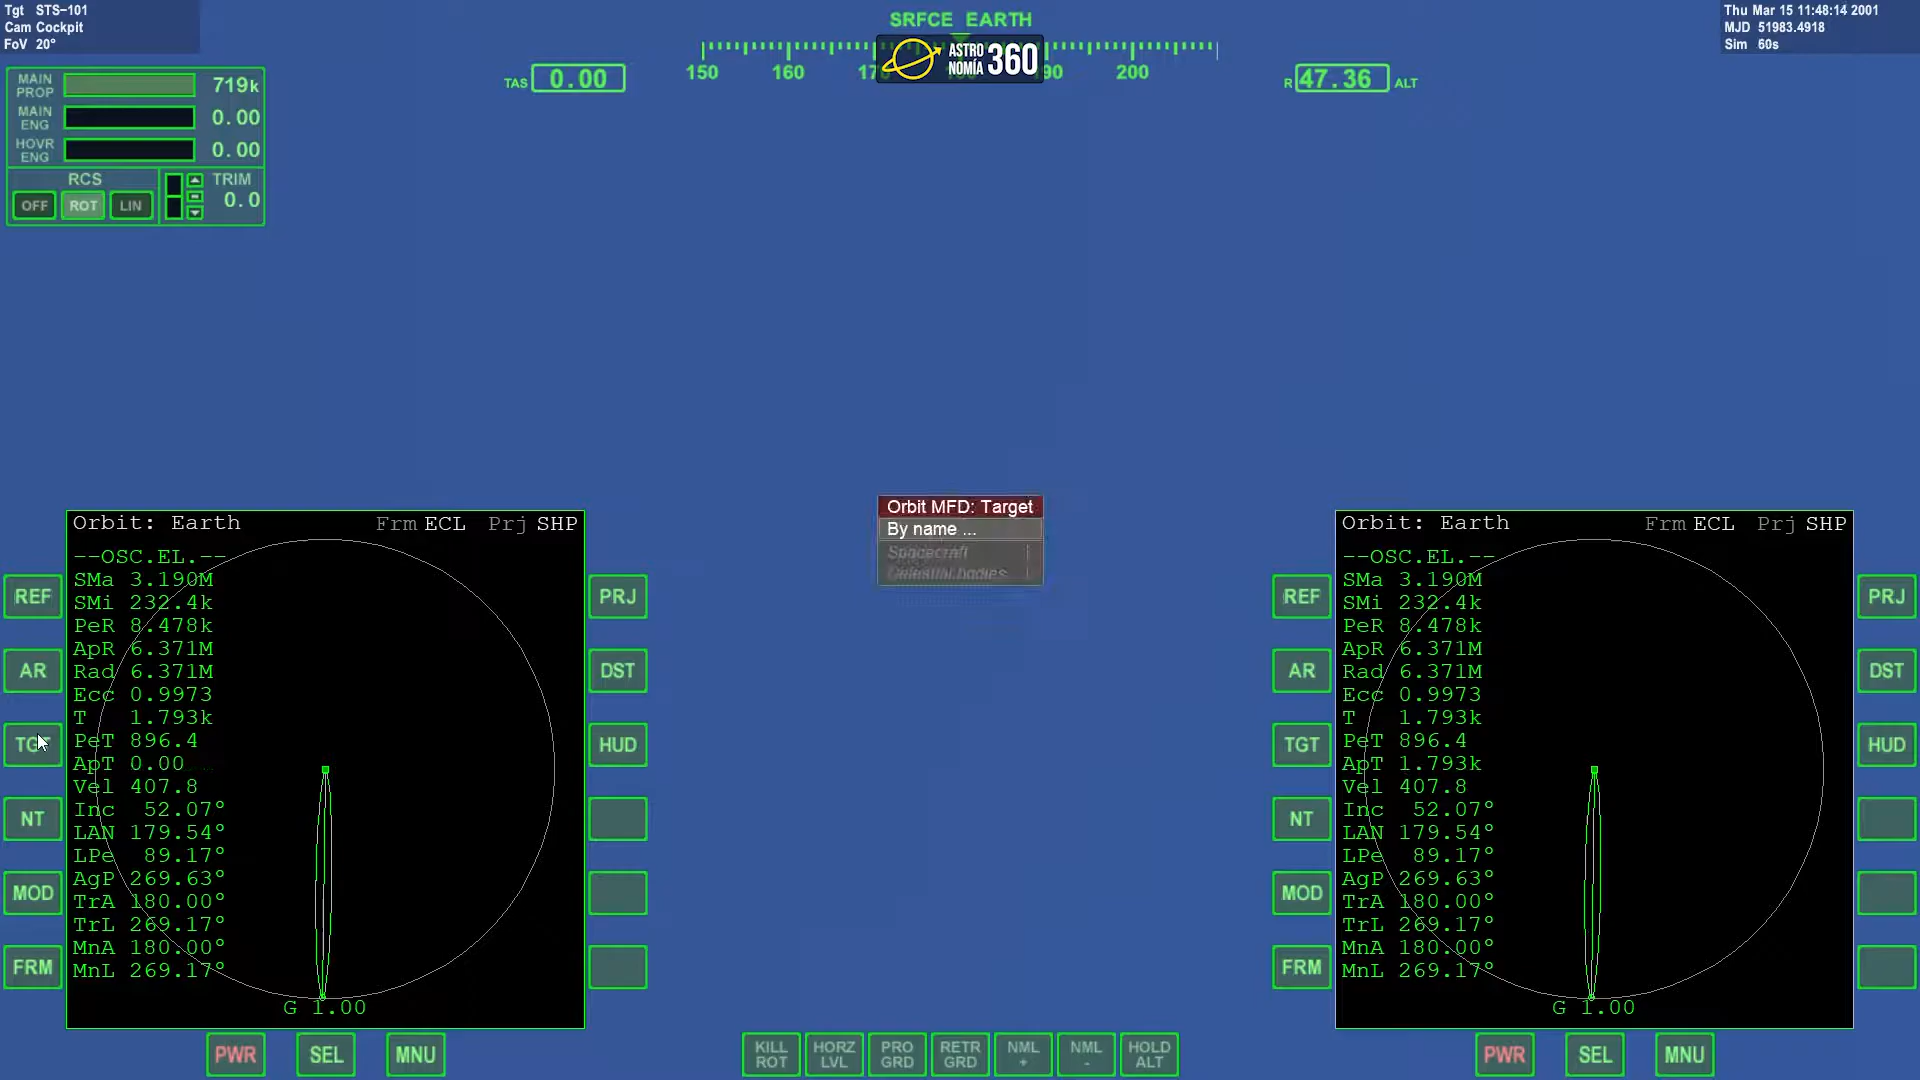 Tgt STS-101
Cam Cockpit
FoV 20°
SRFCE EARTH
Thu Mar 15 11:48:14 2001
MJD 51983.4918
Sim 60s
ASTRO
NOMÍA 360
150 160 17 90 200
TAS 0.00
R 47.36 ALT
MAIN
PROP 719k
MAIN
ENG 0.00
HOVR
ENG 0.00
RCS
OFF ROT LIN
TRIM
0.0
Orbit MFD: Target
By name ...
Spacecraft
Celestial bodies
Orbit: Earth Frm ECL Prj SHP
--OSC.EL.--
SMa 3.190M
SMi 232.4k
PeR 8.478k
ApR 6.371M
Rad 6.371M
Ecc 0.9973
T 1.793k
PeT 896.4
ApT 0.00
Vel 407.8
Inc 52.07°
LAN 179.54°
LPe 89.17°
AgP 269.63°
TrA 180.00°
TrL 269.17°
MnA 180.00°
MnL 269.17°
G 1.00
REF
AR
TGT
NT
MOD
FRM
PRJ
DST
HUD
PWR SEL MNU
KILL
ROT
HORZ
LVL
PRO
GRD
RETR
GRD
NML
+
NML
-
HOLD
ALT
Orbit: Earth Frm ECL Prj SHP
--OSC.EL.--
SMa 3.190M
SMi 232.4k
PeR 8.478k
ApR 6.371M
Rad 6.371M
Ecc 0.9973
T 1.793k
PeT 896.4
ApT 1.793k
Vel 407.8
Inc 52.07°
LAN 179.54°
LPe 89.17°
AgP 269.63°
TrA 180.00°
TrL 269.17°
MnA 180.00°
MnL 269.17°
G 1.00
REF
AR
TGT
NT
MOD
FRM
PRJ
DST
HUD
PWR SEL MNU